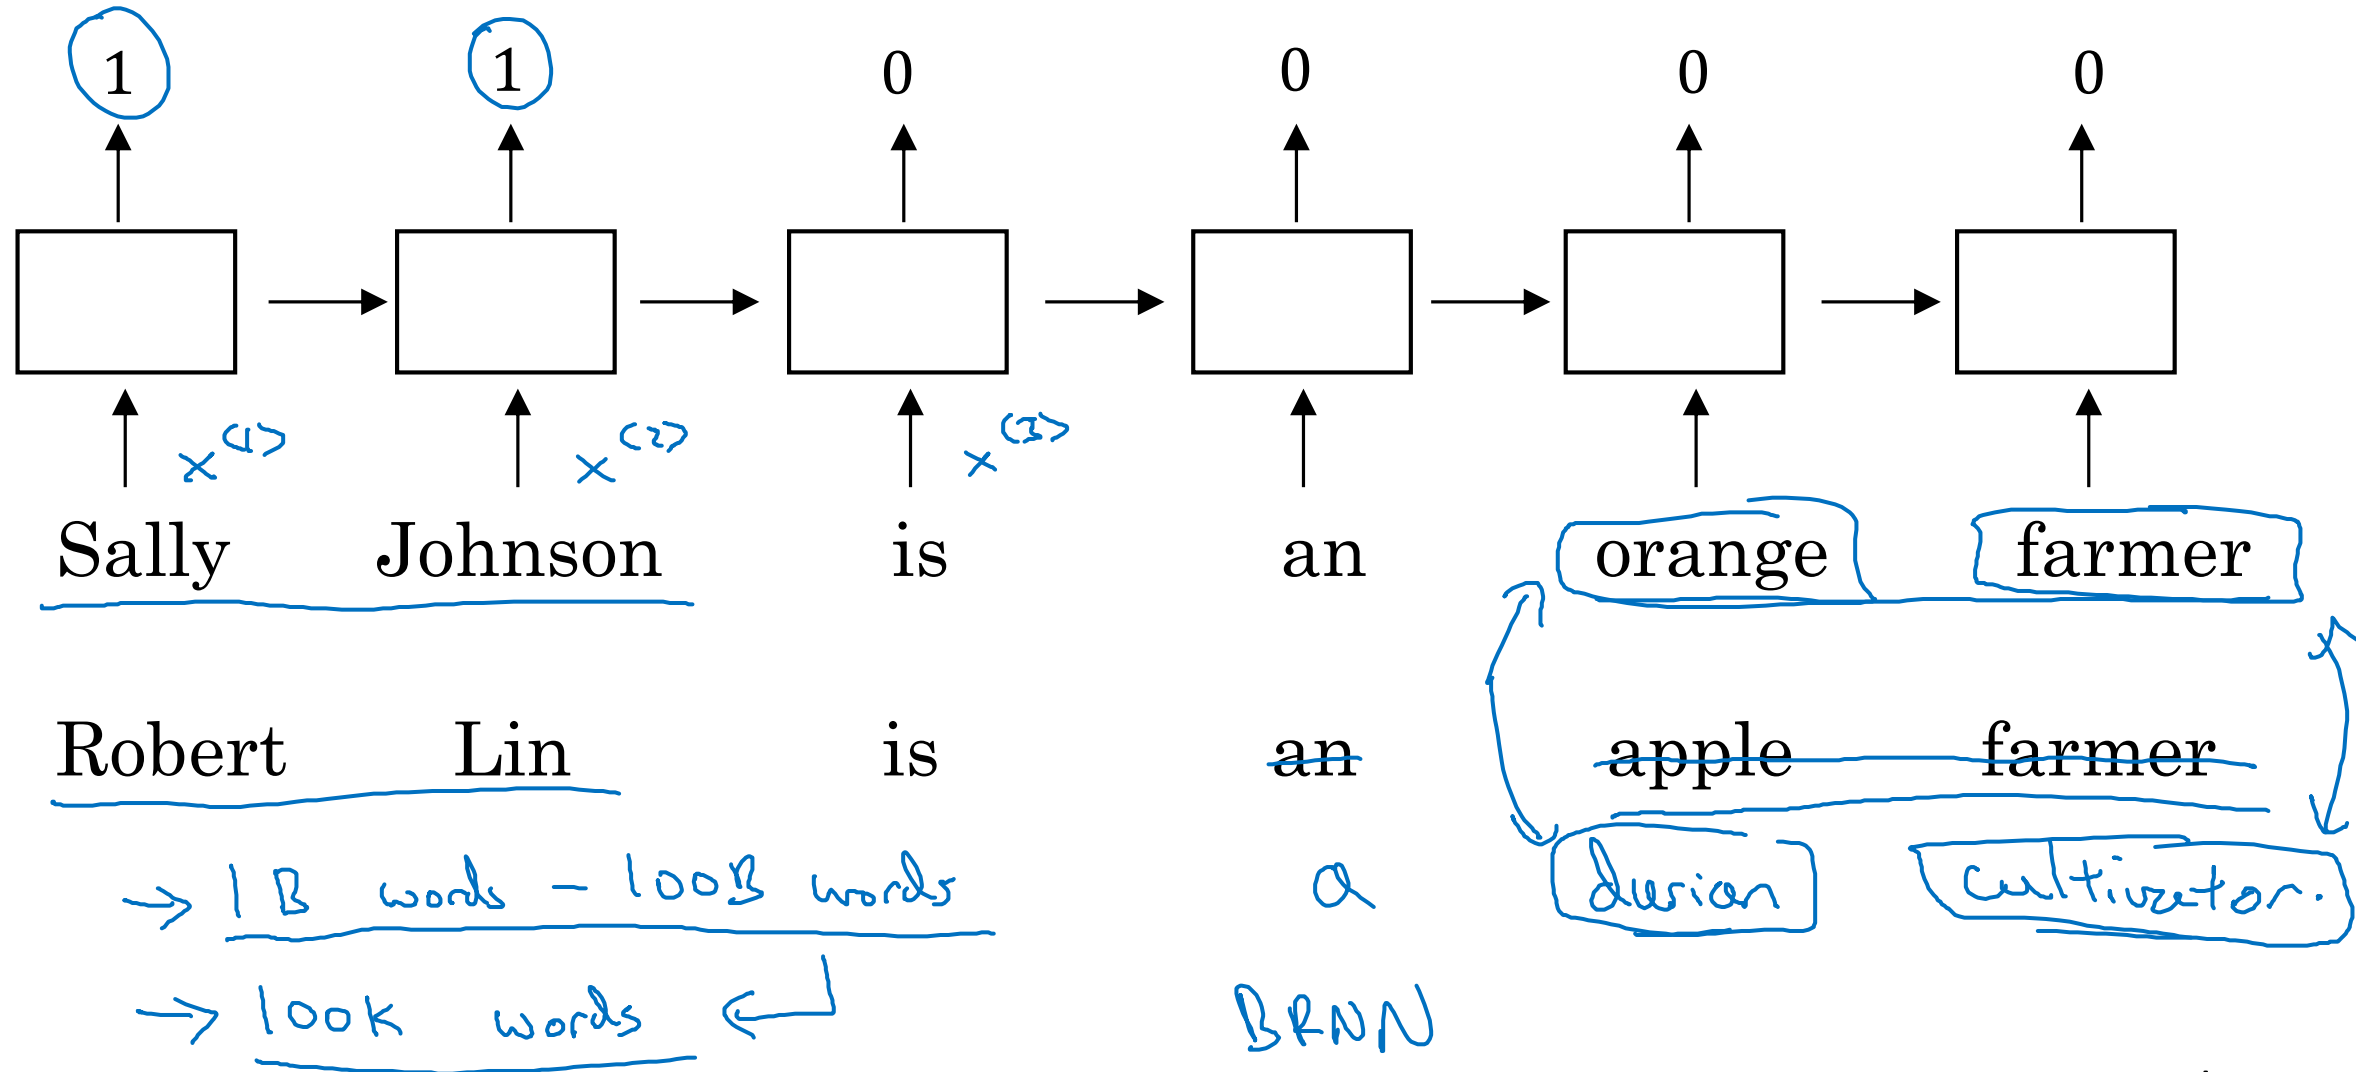 1 1 0 0 0 0
x<1> x<2> x<3>
Sally Johnson is an orange farmer
Robert Lin is an apple farmer
→ 1B words - 100B words a durian cultivator.
→ 100K words BRNN